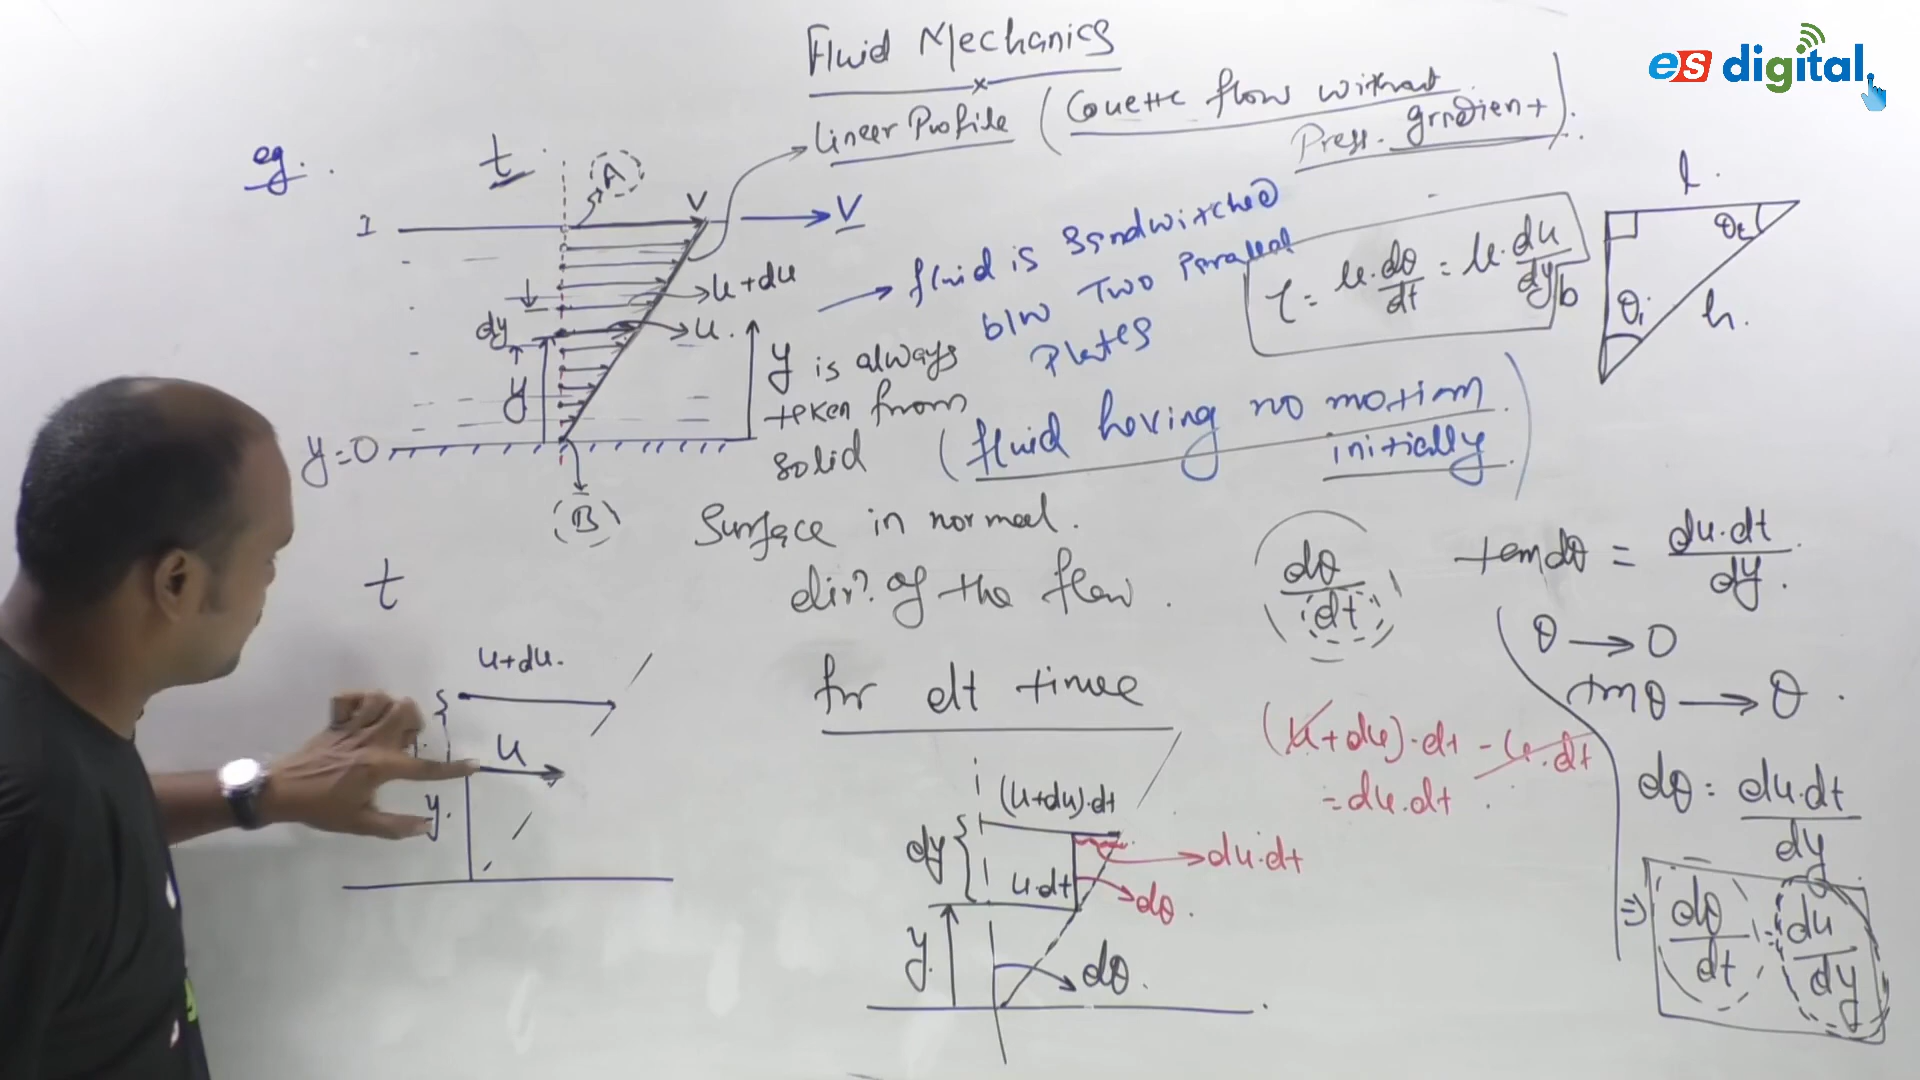 Fluid Mechanics
es digital
Linear Profile (Couette flow without
Press. gradient).
eg.
t
A
V
V
1
u+du
u.
dy
y
y=0
B
y is always
taken from
solid
Surface in normal.
dirn. of the flow.
→ fluid is sandwitched
b/w Two Parallel
Plates
(fluid having no motion
initially)
τ = μ.dθ/dt = μ.du/dy
l.
θt
b
θi
h.
dθ/dt
tan dθ = du.dt/dy.
θ → 0
tan θ → θ.
dθ = du.dt/dy
⇒ dθ/dt = du/dy
t
u+du.
u
y.
for dt time
(u+du).dt - u.dt
= du.dt
(u+du).dt
dy
u.dt
du.dt
dθ.
y.
dθ.